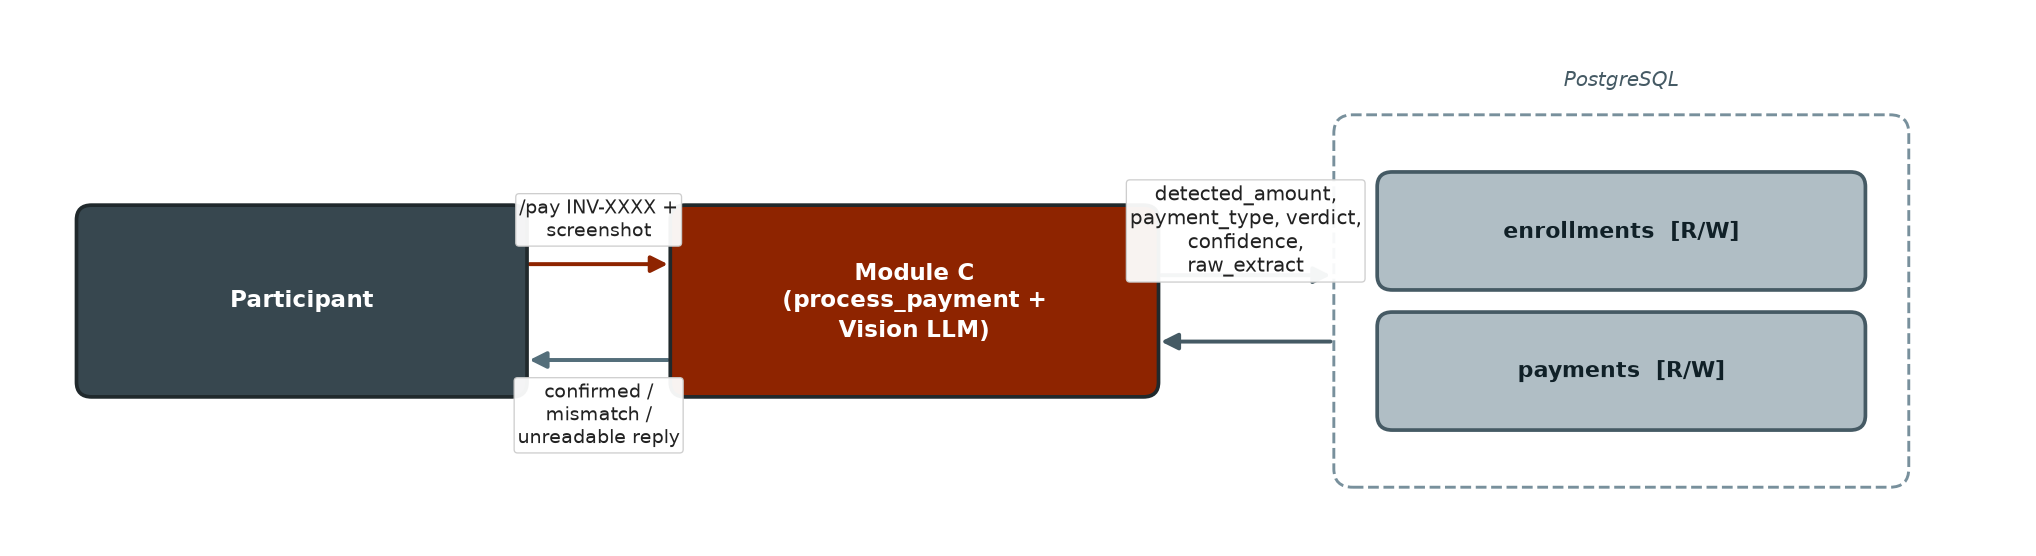 PostgreSQL
Participant
/pay INV-XXXX +
screenshot
confirmed /
mismatch /
unreadable reply
Module C
(process_payment +
Vision LLM)
detected_amount,
payment_type, verdict,
confidence,
raw_extract
enrollments [R/W]
payments [R/W]